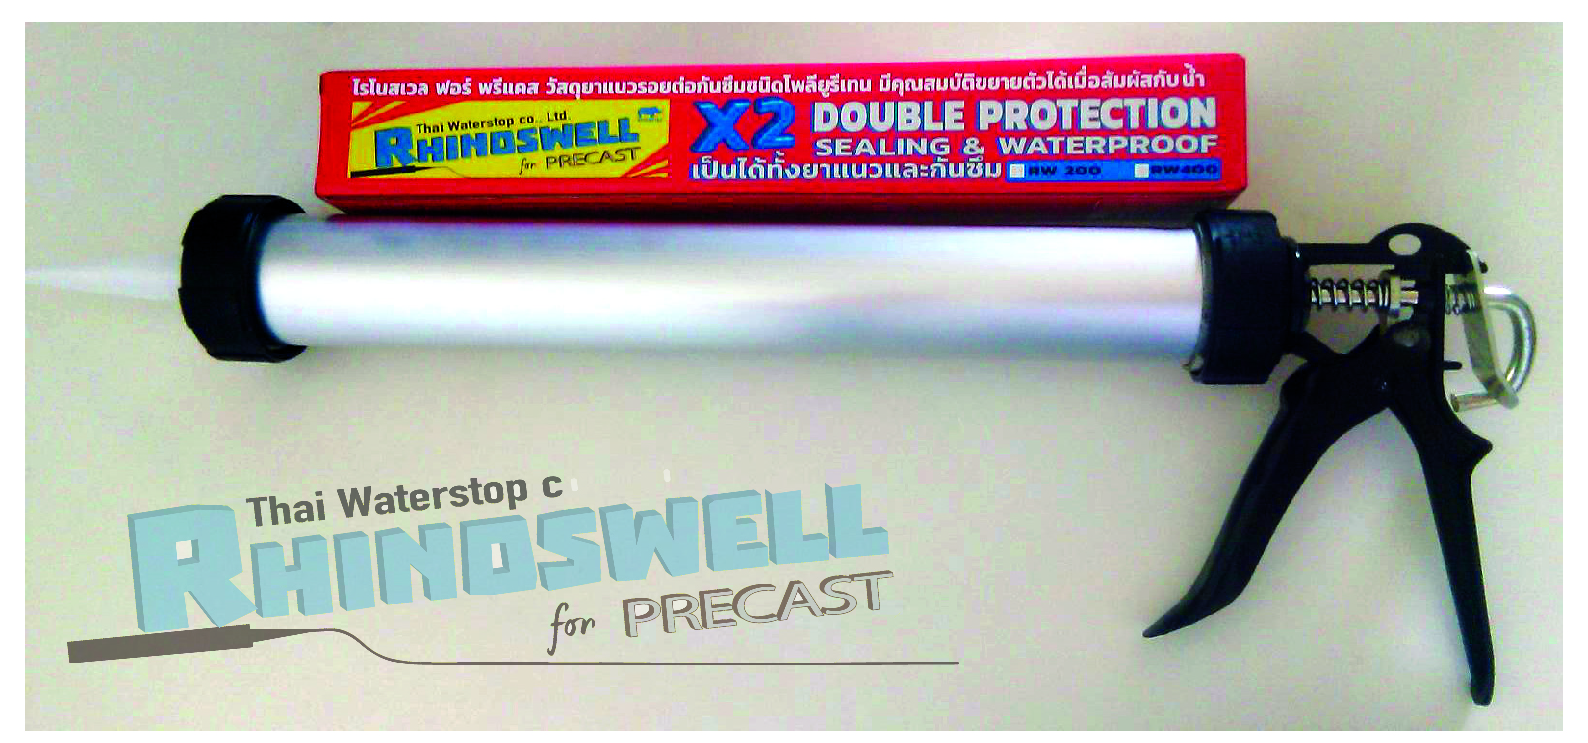 ไรโนสเวล ฟอร์ พรีแคส วัสดุยาแนวรอยต่อกันซึมชนิดโพลียูรีเทน มีคุณสมบัติขยายตัวได้เมื่อสัมผัสกับน้ำ
Thai Waterstop co., Ltd.
RHINOSWELL
for PRECAST
X2 DOUBLE PROTECTION
SEALING & WATERPROOF
เป็นได้ทั้งยาแนวและกันซึม RW 200 RW400
Thai Waterstop c
RHINOSWELL
for PRECAST